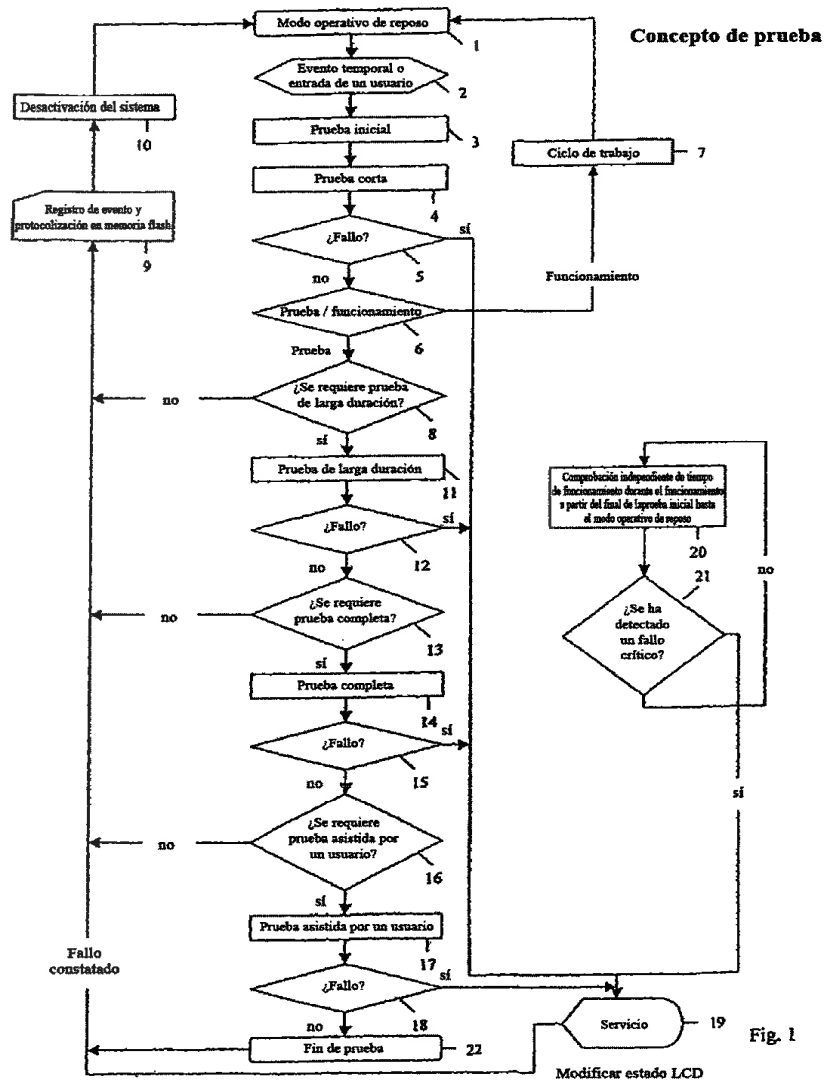 Concepto de prueba
Modo operativo de reposo
1
Evento temporal o
entrada de un usuario
2
Desactivación del sistema
10
Prueba inicial
3
Ciclo de trabajo
7
Prueba corta
4
Registro de evento y
protocolización en memoria flash
9
¿Fallo?
sí
5
no
Funcionamiento
Prueba / funcionamiento
6
Prueba
¿Se requiere prueba
de larga duración?
no
8
sí
Prueba de larga duración
11
Comprobación independiente de tiempo
de funcionamiento durante el funcionamiento
a partir del final de laprueba inicial hasta
el modo operativo de reposo
20
¿Fallo?
sí
12
no
21
no
¿Se requiere
prueba completa?
no
13
sí
¿Se ha
detectado
un fallo
crítico?
Prueba completa
14
¿Fallo?
sí
15
no
sí
¿Se requiere
prueba asistida por
un usuario?
no
16
sí
Prueba asistida por un usuario
17
Fallo
constatado
¿Fallo?
sí
18
no
Servicio
19
Fig. 1
Fin de prueba
22
Modificar estado LCD